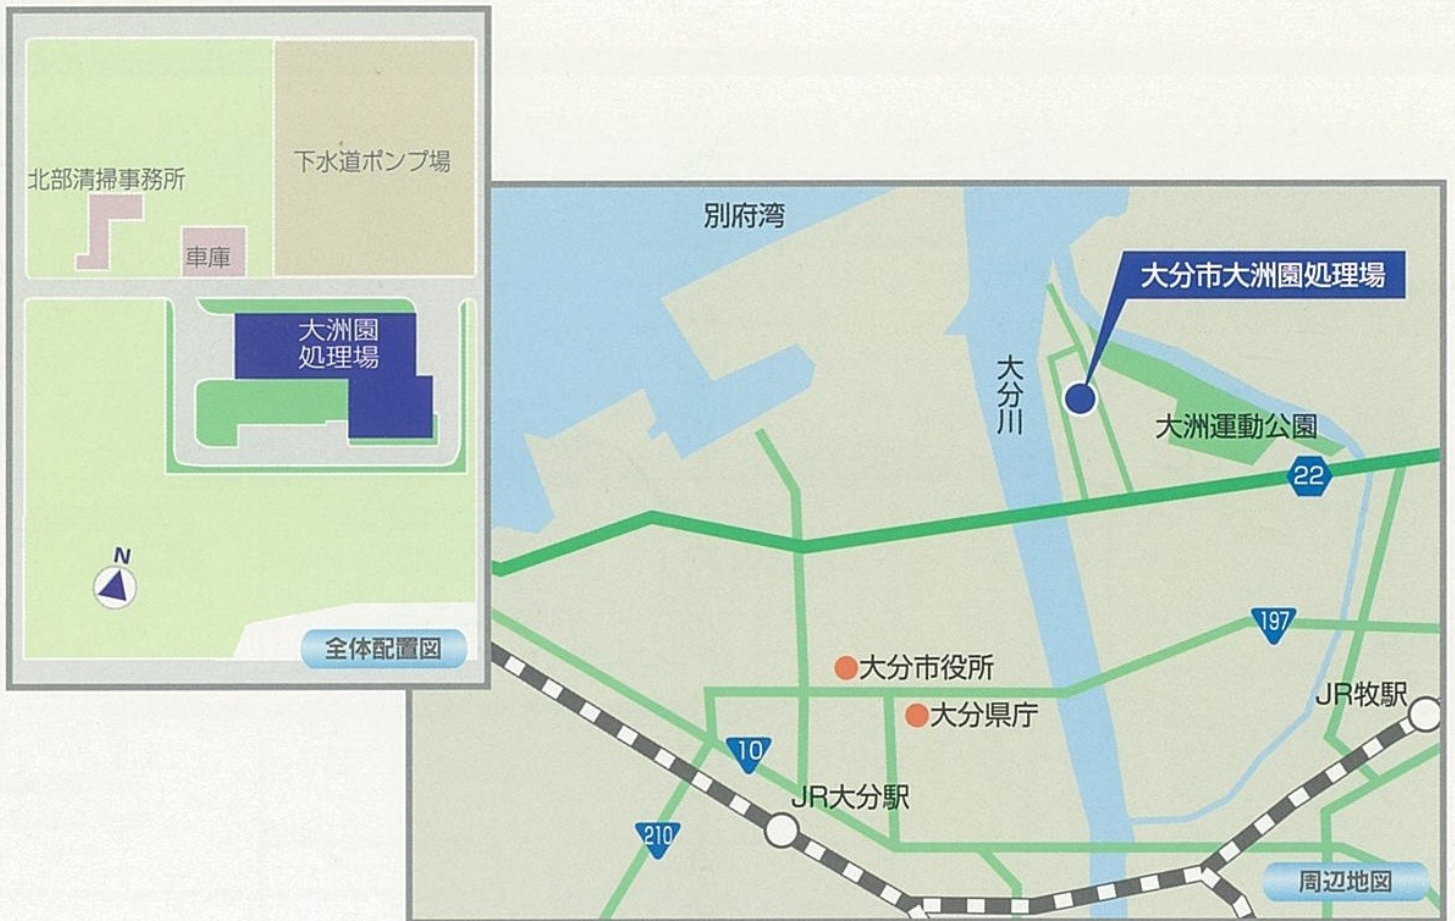 北部清掃事務所
下水道ポンプ場
車庫
大洲園
処理場
N
全体配置図
別府湾
大分市大洲園処理場
大分川
大洲運動公園
22
197
大分市役所
大分県庁
JR牧駅
10
JR大分駅
210
周辺地図